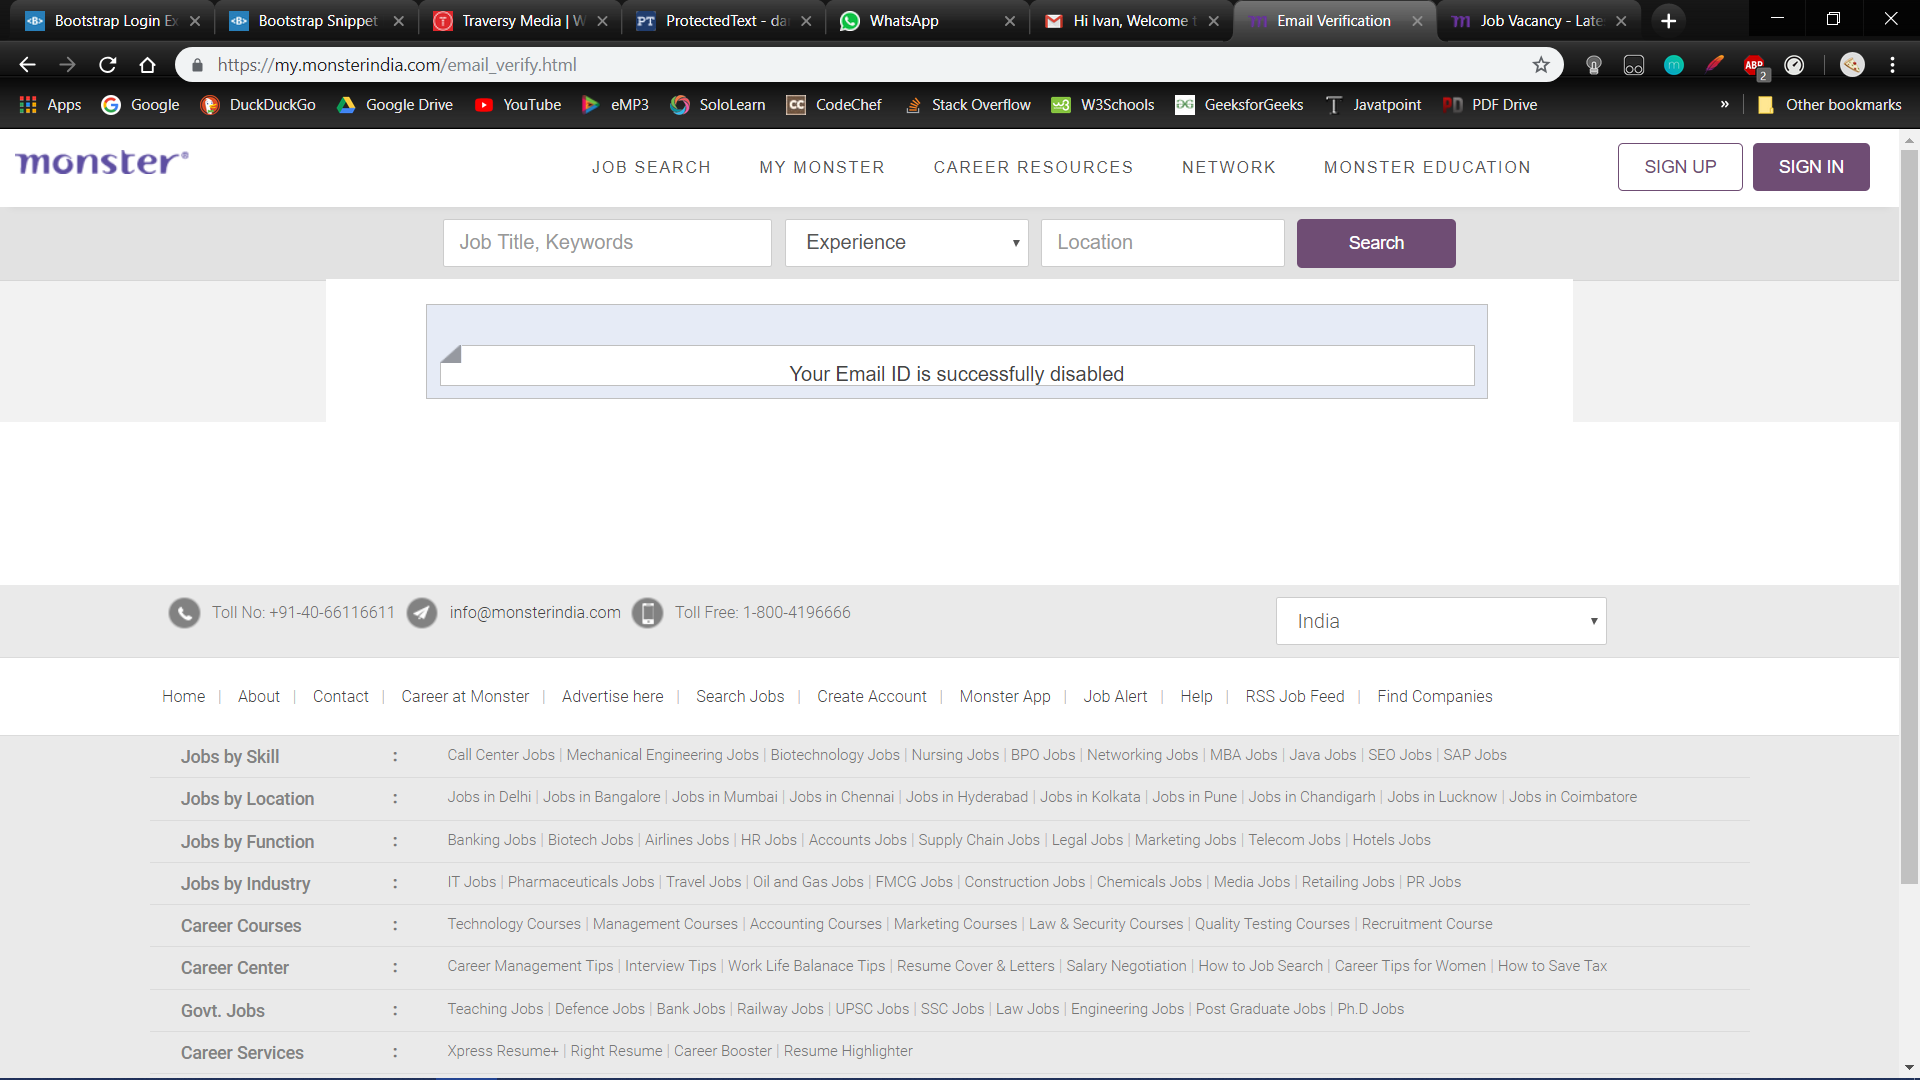 Bootstrap Login Ex
Bootstrap Snippet
Traversy Media | W
ProtectedText - da
WhatsApp
Hi Ivan, Welcome t
Email Verification
Job Vacancy - Late
https://my.monsterindia.com/email_verify.html
ABP
2
Apps
Google
DuckDuckGo
Google Drive
YouTube
eMP3
SoloLearn
CodeChef
Stack Overflow
W3Schools
GeeksforGeeks
Javatpoint
PDF Drive
»
Other bookmarks
monster®
JOB SEARCH
MY MONSTER
CAREER RESOURCES
NETWORK
MONSTER EDUCATION
SIGN UP
SIGN IN
Job Title, Keywords
Experience
Location
Search
Your Email ID is successfully disabled
Toll No: +91-40-66116611
info@monsterindia.com
Toll Free: 1-800-4196666
India
Home | About | Contact | Career at Monster | Advertise here | Search Jobs | Create Account | Monster App | Job Alert | Help | RSS Job Feed | Find Companies
Jobs by Skill : Call Center Jobs | Mechanical Engineering Jobs | Biotechnology Jobs | Nursing Jobs | BPO Jobs | Networking Jobs | MBA Jobs | Java Jobs | SEO Jobs | SAP Jobs
Jobs by Location : Jobs in Delhi | Jobs in Bangalore | Jobs in Mumbai | Jobs in Chennai | Jobs in Hyderabad | Jobs in Kolkata | Jobs in Pune | Jobs in Chandigarh | Jobs in Lucknow | Jobs in Coimbatore
Jobs by Function : Banking Jobs | Biotech Jobs | Airlines Jobs | HR Jobs | Accounts Jobs | Supply Chain Jobs | Legal Jobs | Marketing Jobs | Telecom Jobs | Hotels Jobs
Jobs by Industry : IT Jobs | Pharmaceuticals Jobs | Travel Jobs | Oil and Gas Jobs | FMCG Jobs | Construction Jobs | Chemicals Jobs | Media Jobs | Retailing Jobs | PR Jobs
Career Courses : Technology Courses | Management Courses | Accounting Courses | Marketing Courses | Law & Security Courses | Quality Testing Courses | Recruitment Course
Career Center : Career Management Tips | Interview Tips | Work Life Balanace Tips | Resume Cover & Letters | Salary Negotiation | How to Job Search | Career Tips for Women | How to Save Tax
Govt. Jobs : Teaching Jobs | Defence Jobs | Bank Jobs | Railway Jobs | UPSC Jobs | SSC Jobs | Law Jobs | Engineering Jobs | Post Graduate Jobs | Ph.D Jobs
Career Services : Xpress Resume+ | Right Resume | Career Booster | Resume Highlighter